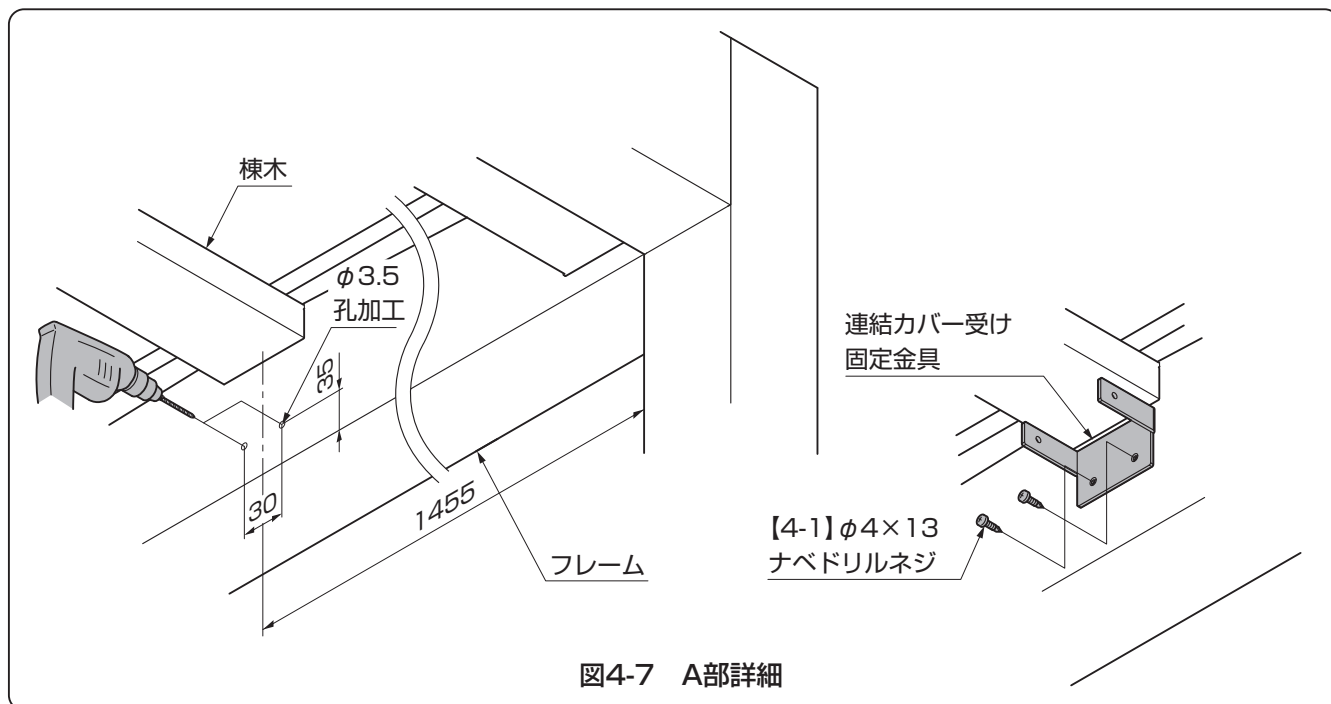 棟木
φ3.5
孔加工
35
30
1455
フレーム
連結カバー受け
固定金具
【4-1】φ4×13
ナベドリルネジ
図4-7 A部詳細